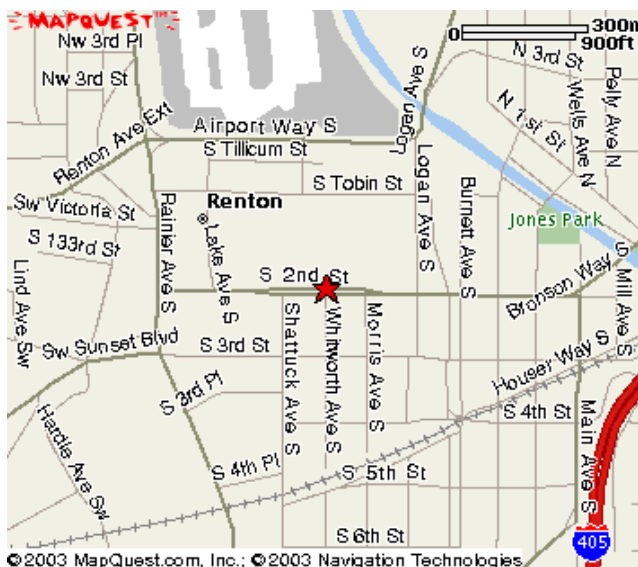 MAPQUEST™
0 300m
900ft
Nw 3rd Pl
Nw 3rd St
N 3rd St
Pelly Ave N
Wells Ave N
N 1st St
Renton Ave Ext
Airport Way S
Logan Ave S
S Tillicum St
S Tobin St
Logan Ave S
Burnett Ave S
Renton
Sw Victoria St
Rainier Ave S
Lake Ave S
Jones Park
S 133rd St
Lind Ave Sw
S 2nd St
Bronson Way S
Mill Ave S
Sw Sunset Blvd
S 3rd St
Shattuck Ave S
Whitworth Ave S
Morris Ave S
Houser Way S
S 3rd Pl
S 4th St
Main Ave S
Hardie Ave Sw
S 4th Pl
S 5th St
S 6th St
405
©2003 MapQuest.com, Inc.; ©2003 Navigation Technologies